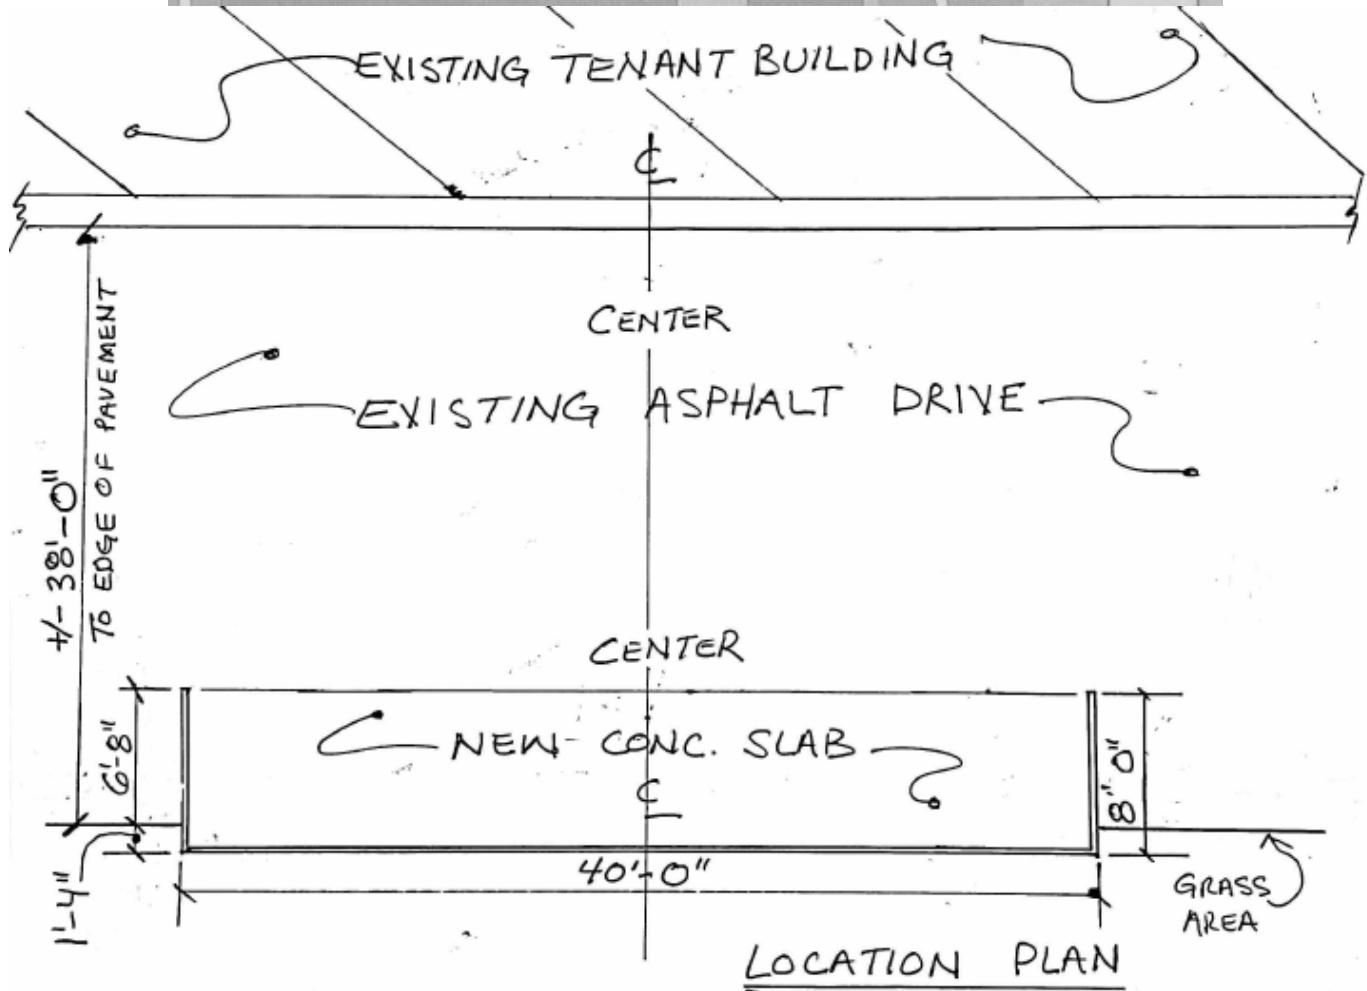 EXISTING TENANT BUILDING
℄
CENTER
EXISTING ASPHALT DRIVE
+/- 38'-0"
TO EDGE OF PAVEMENT
CENTER
6'-8"
NEW CONC. SLAB
8" 0"
℄
1'-4"
40'-0"
GRASS
AREA
LOCATION PLAN